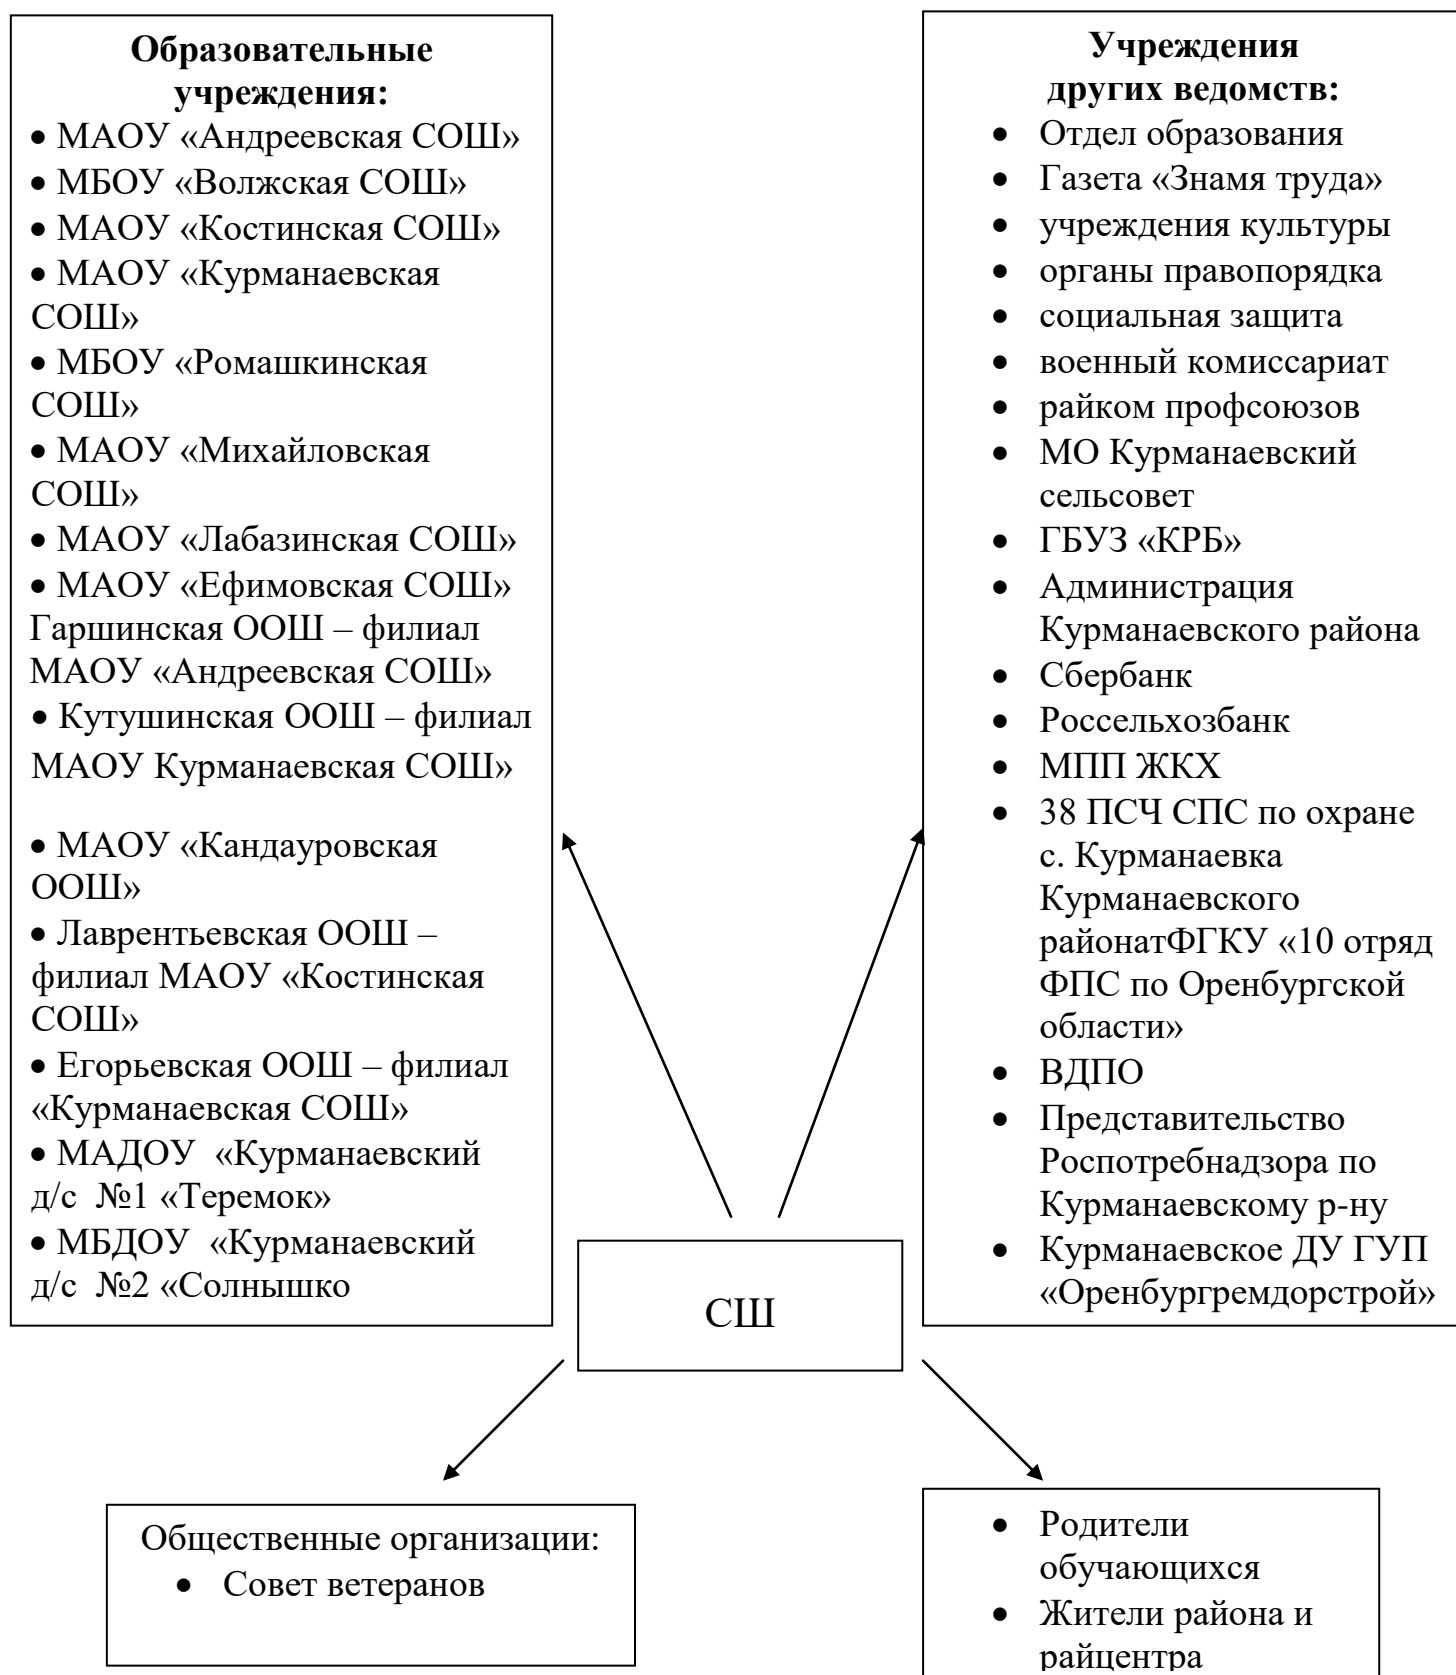 Образовательные
учреждения:
• МАОУ «Андреевская СОШ»
• МБОУ «Волжская СОШ»
• МАОУ «Костинская СОШ»
• МАОУ «Курманаевская
СОШ»
• МБОУ «Ромашкинская
СОШ»
• МАОУ «Михайловская
СОШ»
• МАОУ «Лабазинская СОШ»
• МАОУ «Ефимовская СОШ»
Гаршинская ООШ – филиал
МАОУ «Андреевская СОШ»
• Кутушинская ООШ – филиал
МАОУ Курманаевская СОШ»
• МАОУ «Кандауровская
ООШ»
• Лаврентьевская ООШ –
филиал МАОУ «Костинская
СОШ»
• Егорьевская ООШ – филиал
«Курманаевская СОШ»
• МАДОУ «Курманаевский
д/с №1 «Теремок»
• МБДОУ «Курманаевский
д/с №2 «Солнышко
Учреждения
других ведомств:
• Отдел образования
• Газета «Знамя труда»
• учреждения культуры
• органы правопорядка
• социальная защита
• военный комиссариат
• райком профсоюзов
• МО Курманаевский
сельсовет
• ГБУЗ «КРБ»
• Администрация
Курманаевского района
• Сбербанк
• Россельхозбанк
• МПП ЖКХ
• 38 ПСЧ СПС по охране
с. Курманаевка
Курманаевского
районатФГКУ «10 отряд
ФПС по Оренбургской
области»
• ВДПО
• Представительство
Роспотребнадзора по
Курманаевскому р-ну
• Курманаевское ДУ ГУП
«Оренбургремдорстрой»
СШ
Общественные организации:
• Совет ветеранов
• Родители
обучающихся
• Жители района и
райцентра